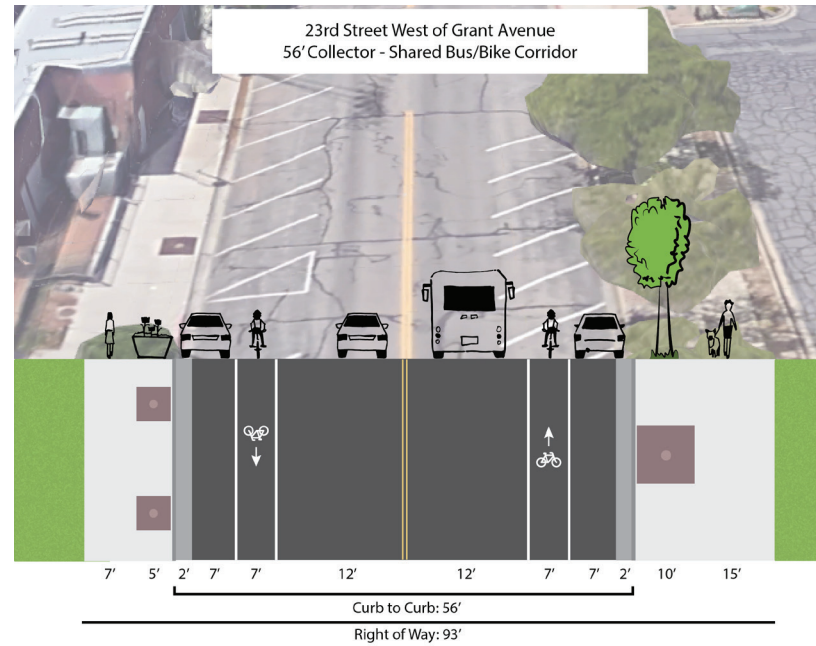 23rd Street West of Grant Avenue
56' Collector - Shared Bus/Bike Corridor
7' 5' 2' 7' 7' 12' 12' 7' 7' 2' 10' 15'
Curb to Curb: 56'
Right of Way: 93'